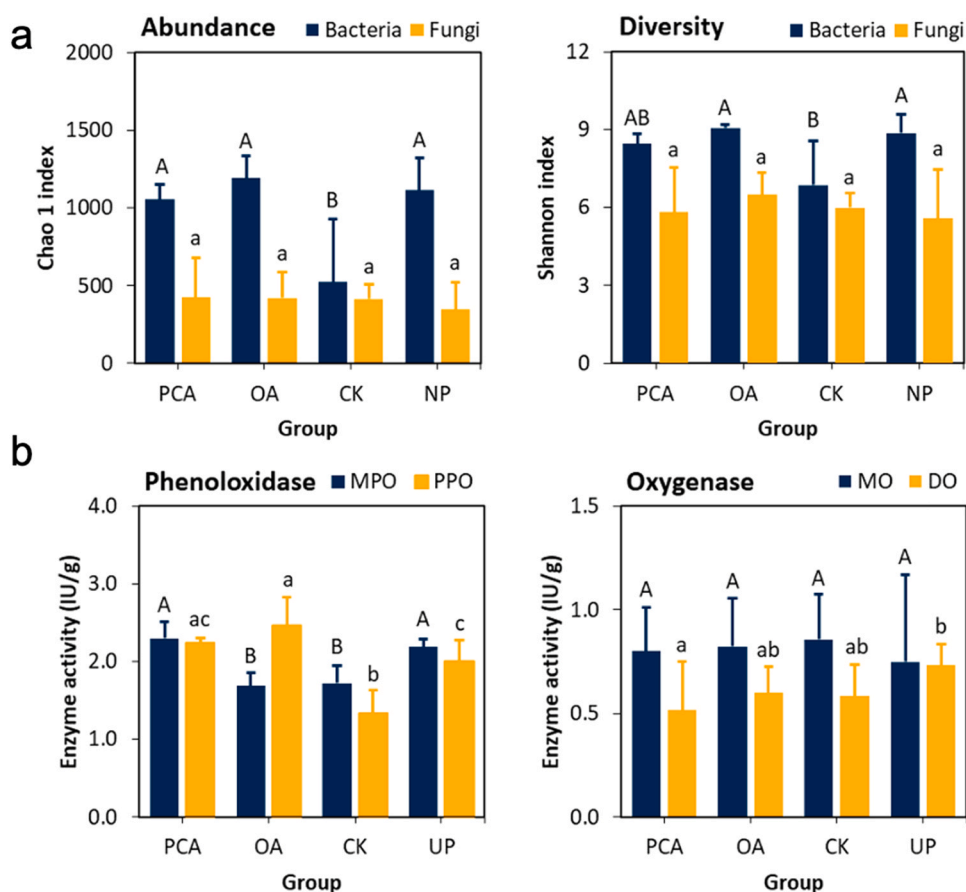 a
Abundance Bacteria Fungi
2000
1500
1000
500
0
Chao 1 index
A a A a B a A a
PCA OA CK NP
Group
Diversity Bacteria Fungi
12
9
6
3
0
Shannon index
AB a A a B a A a
PCA OA CK NP
Group
b
Phenoloxidase MPO PPO
4.0
3.0
2.0
1.0
0.0
Enzyme activity (IU/g)
A ac B a B b A c
PCA OA CK UP
Group
Oxygenase MO DO
1.5
1.0
0.5
0.0
Enzyme activity (IU/g)
A a A ab A ab A b
PCA OA CK UP
Group